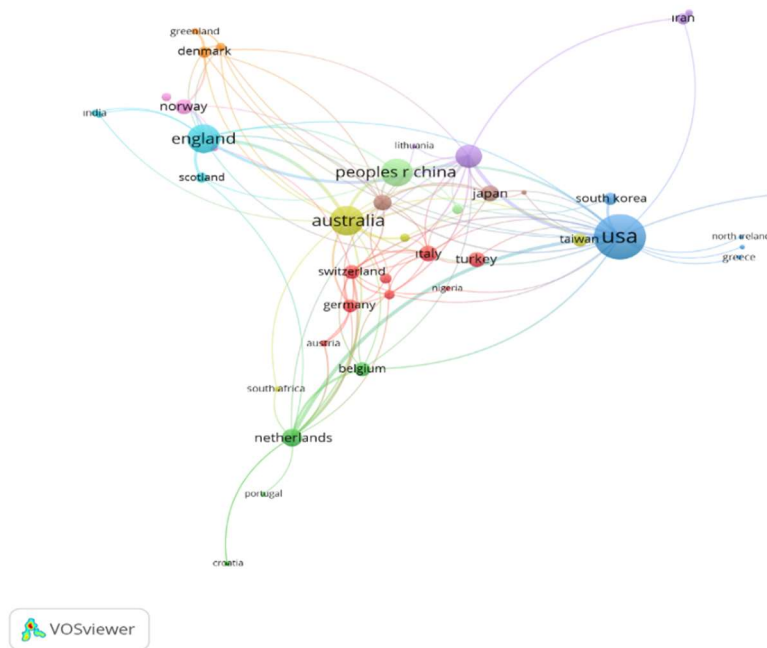 greenland
denmark
iran
norway
india
england
lithuania
peoples r china
scotland
japan
south korea
australia
usa
taiwan
north ireland
italy
turkey
greece
switzerland
nigeria
germany
austria
belgium
south africa
netherlands
portugal
croatia
VOSviewer